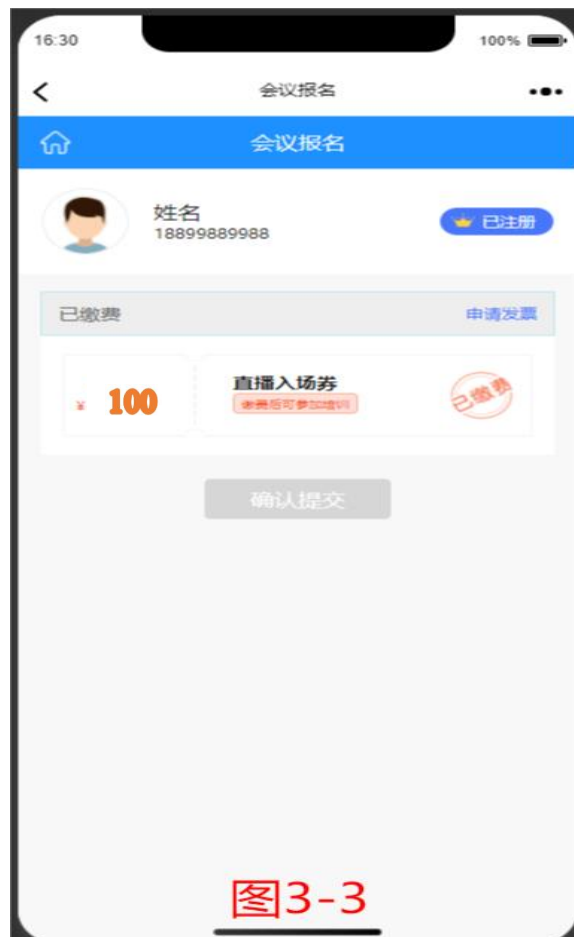 16:30
100%
会议报名
会议报名
姓名
18899889988
已注册
已缴费
申请发票
¥ 100
直播入场券
缴费后可参加培训
已缴费
确认提交
图3-3